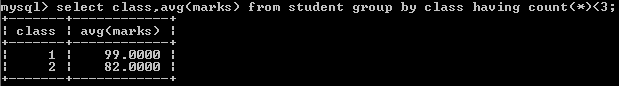 mysql> select class,avg(marks) from student group by class having count(*)<3;
+-------+------------+
| class | avg(marks) |
+-------+------------+
|     1 |    99.0000 |
|     2 |    82.0000 |
+-------+------------+